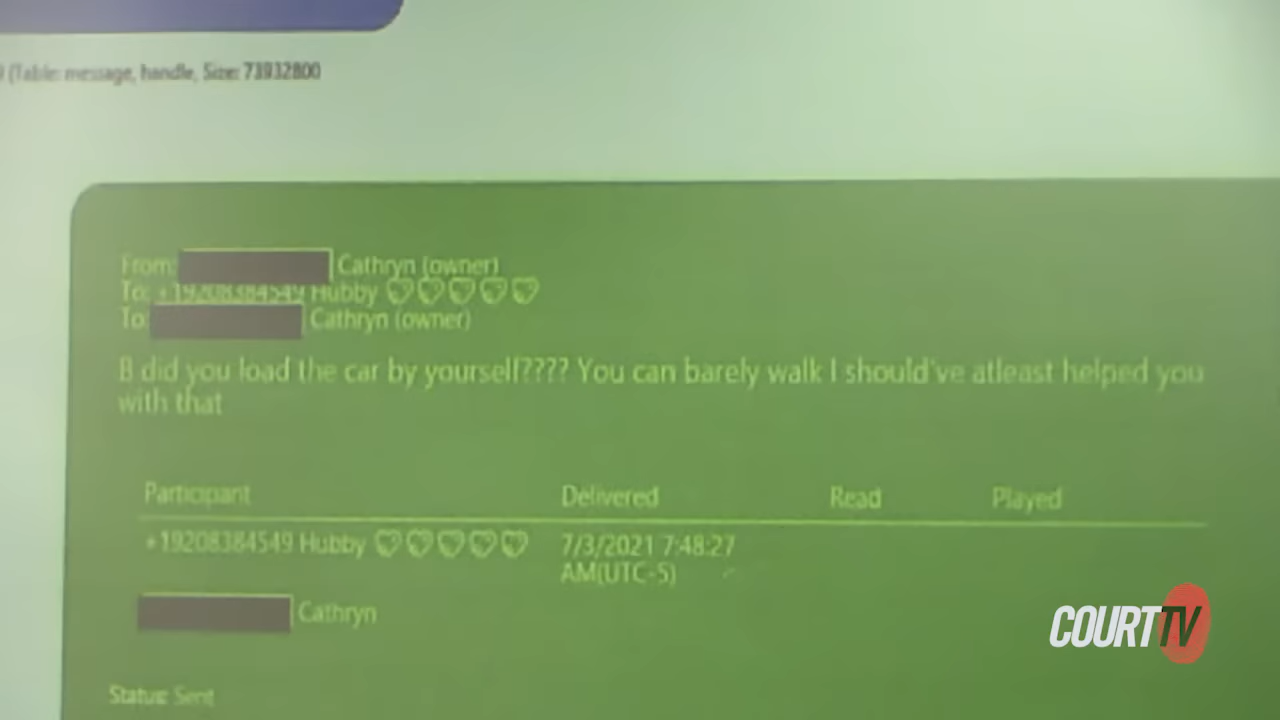 (Table: message, handle, Size: 73932800
From: Cathryn (owner)
To: +19208384549 Hubby
To Cathryn (owner)
B did you load the car by yourself???? You can barely walk I should've atleast helped you
with that
Participant Delivered Read Played
+19208384549 Hubby 7/3/2021 7:48:27
AM(UTC-5)
Cathryn
Status: Sent
COURT TV